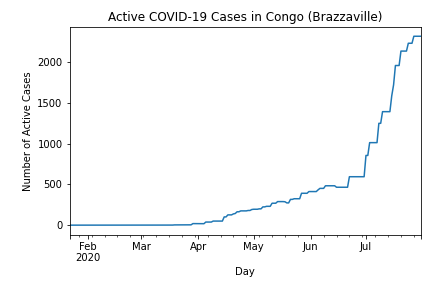 Active COVID-19 Cases in Congo (Brazzaville)
Number of Active Cases
2000
1500
1000
500
0
Feb Mar Apr May Jun Jul
2020
Day